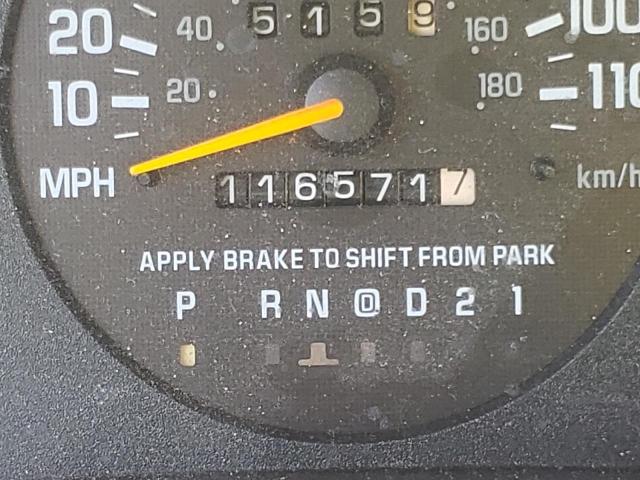 5 1 5 9
20 40 160 100
10 20 180 110
MPH 1 1 6 5 7 1 7 km/h
APPLY BRAKE TO SHIFT FROM PARK
P R N D D 2 1